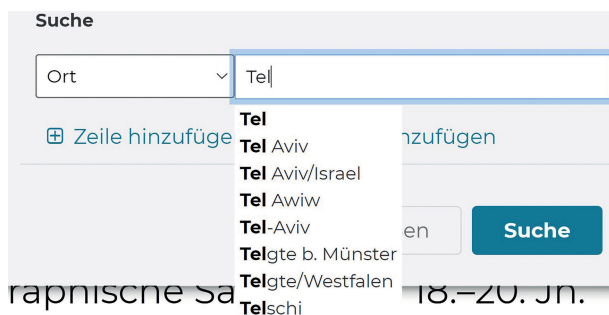 Suche
Ort Tel
Tel
Tel Aviv
Zeile hinzufüge nzufügen
Tel Aviv/Israel
Tel Awiw
Tel-Aviv
en Suche
Telgte b. Münster
Telgte/Westfalen
raphische Sa 18.–20. Jh.
Telschi